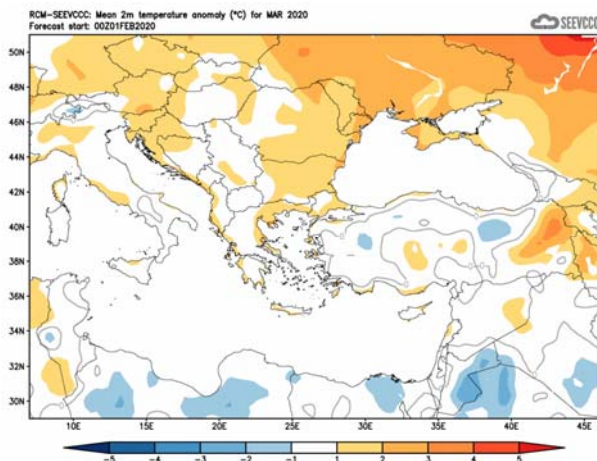 RCM-SEEVCCC: Mean 2m temperature anomaly (°C) for MAR 2020
Forecast start: 00Z01FEB2020
SEEVCCC
50N
48N
46N
44N
42N
40N
38N
36N
34N
32N
30N
10E
15E
20E
25E
30E
35E
40E
45E
-5 -4 -3 -2 -1 1 2 3 4 5